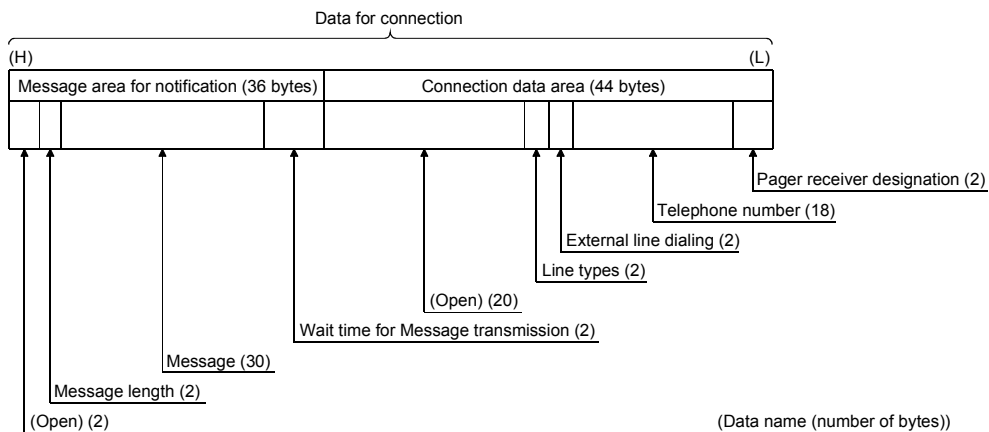 Data for connection
(H) (L)
Message area for notification (36 bytes) Connection data area (44 bytes)
Pager receiver designation (2)
Telephone number (18)
External line dialing (2)
Line types (2)
(Open) (20)
Wait time for Message transmission (2)
Message (30)
Message length (2)
(Open) (2) (Data name (number of bytes))